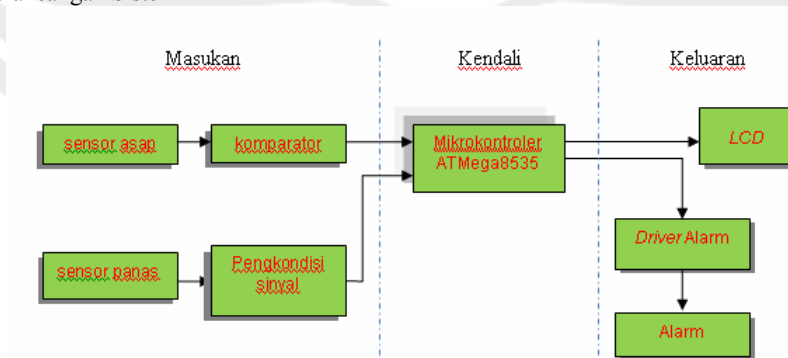 Masukan
Kendali
Keluaran
sensor asap
komparator
Mikrokontroler
ATMega8535
LCD
sensor panas
Pengkondisi
sinyal
Driver Alarm
Alarm